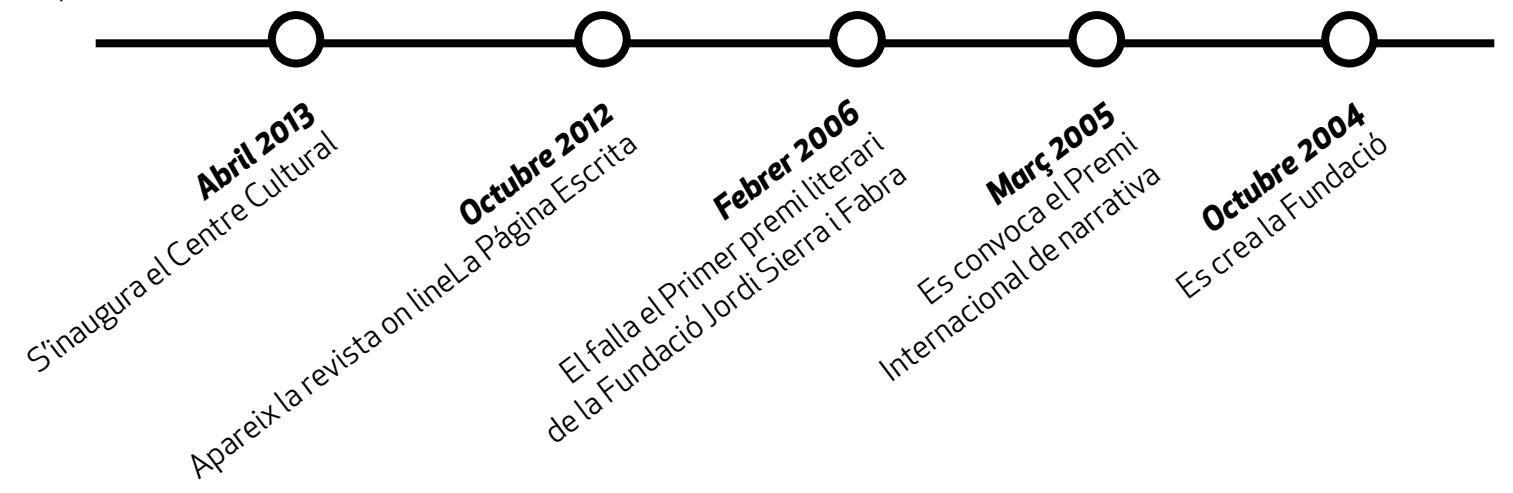 Abril 2013
S'inaugura el Centre Cultural
Octubre 2012
Apareix la revista on lineLa Página Escrita
Febrer 2006
El falla el Primer premi literari
de la Fundació Jordi Sierra i Fabra
Març 2005
Es convoca el Premi
Internacional de narrativa
Octubre 2004
Es crea la Fundació